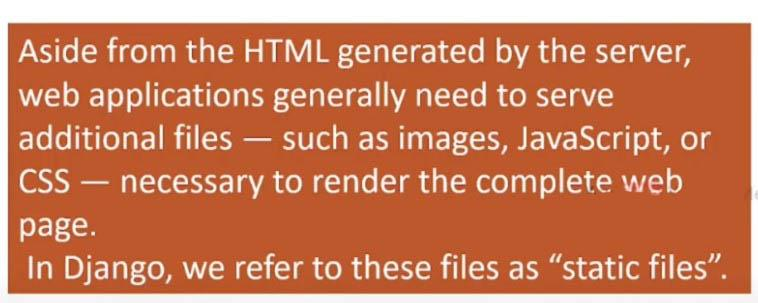 Aside from the HTML generated by the server,
web applications generally need to serve
additional files — such as images, JavaScript, or
CSS — necessary to render the complete web
page.
In Django, we refer to these files as “static files”.